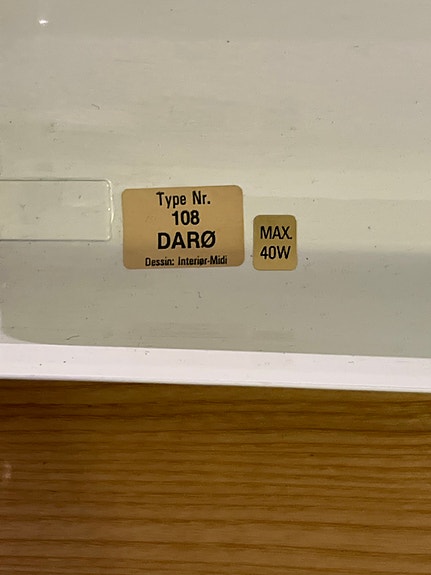 Type Nr.
108
DARØ
Dessin: Interiør-Midi
MAX.
40W